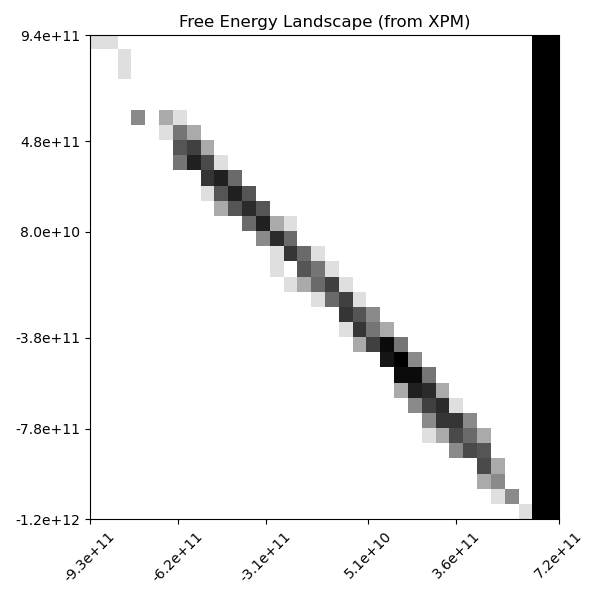 Free Energy Landscape (from XPM)
9.4e+11
4.8e+11
8.0e+10
-3.8e+11
-7.8e+11
-1.2e+12
-9.3e+11
-6.2e+11
-3.1e+11
5.1e+10
3.6e+11
7.2e+11